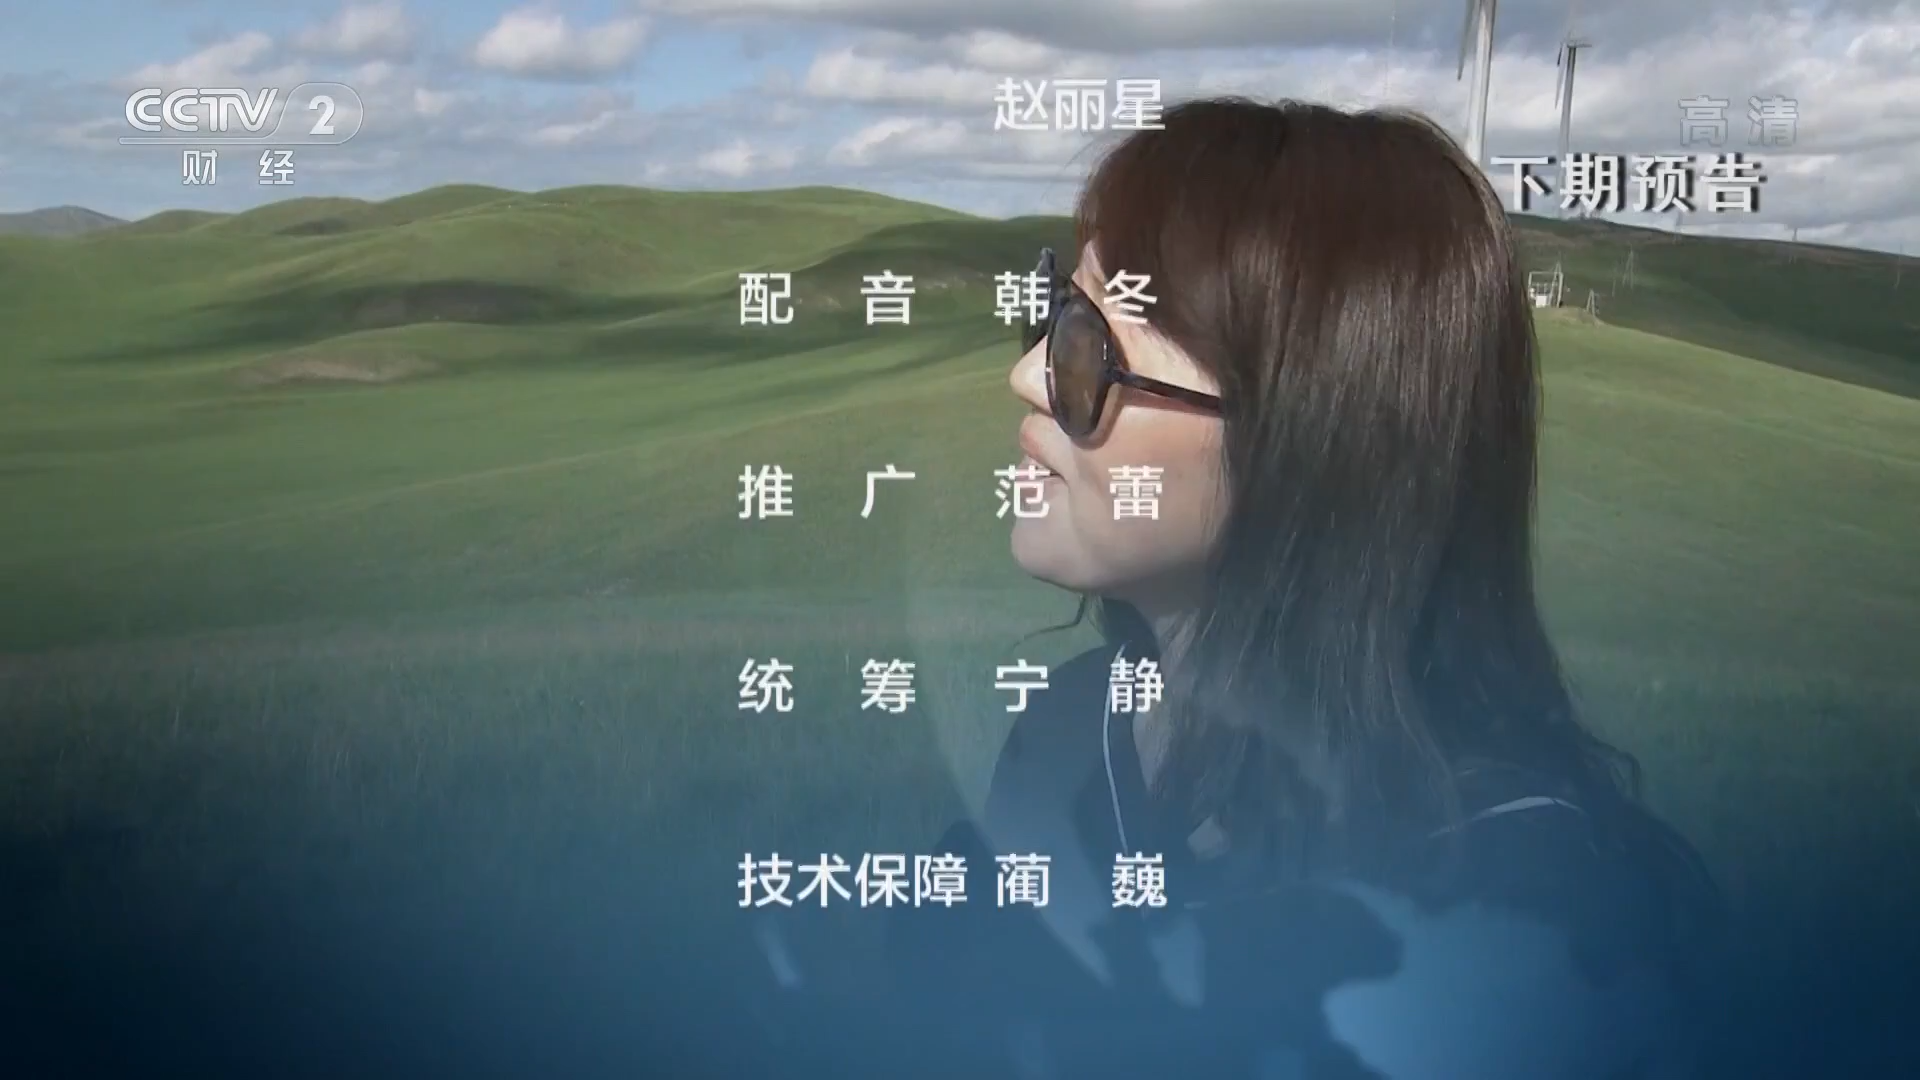 CCTV 2
财 经
高 清
下期预告
赵丽星
配 音 韩 冬
推 广 范 蕾
统 筹 宁 静
技术保障 蔺 巍